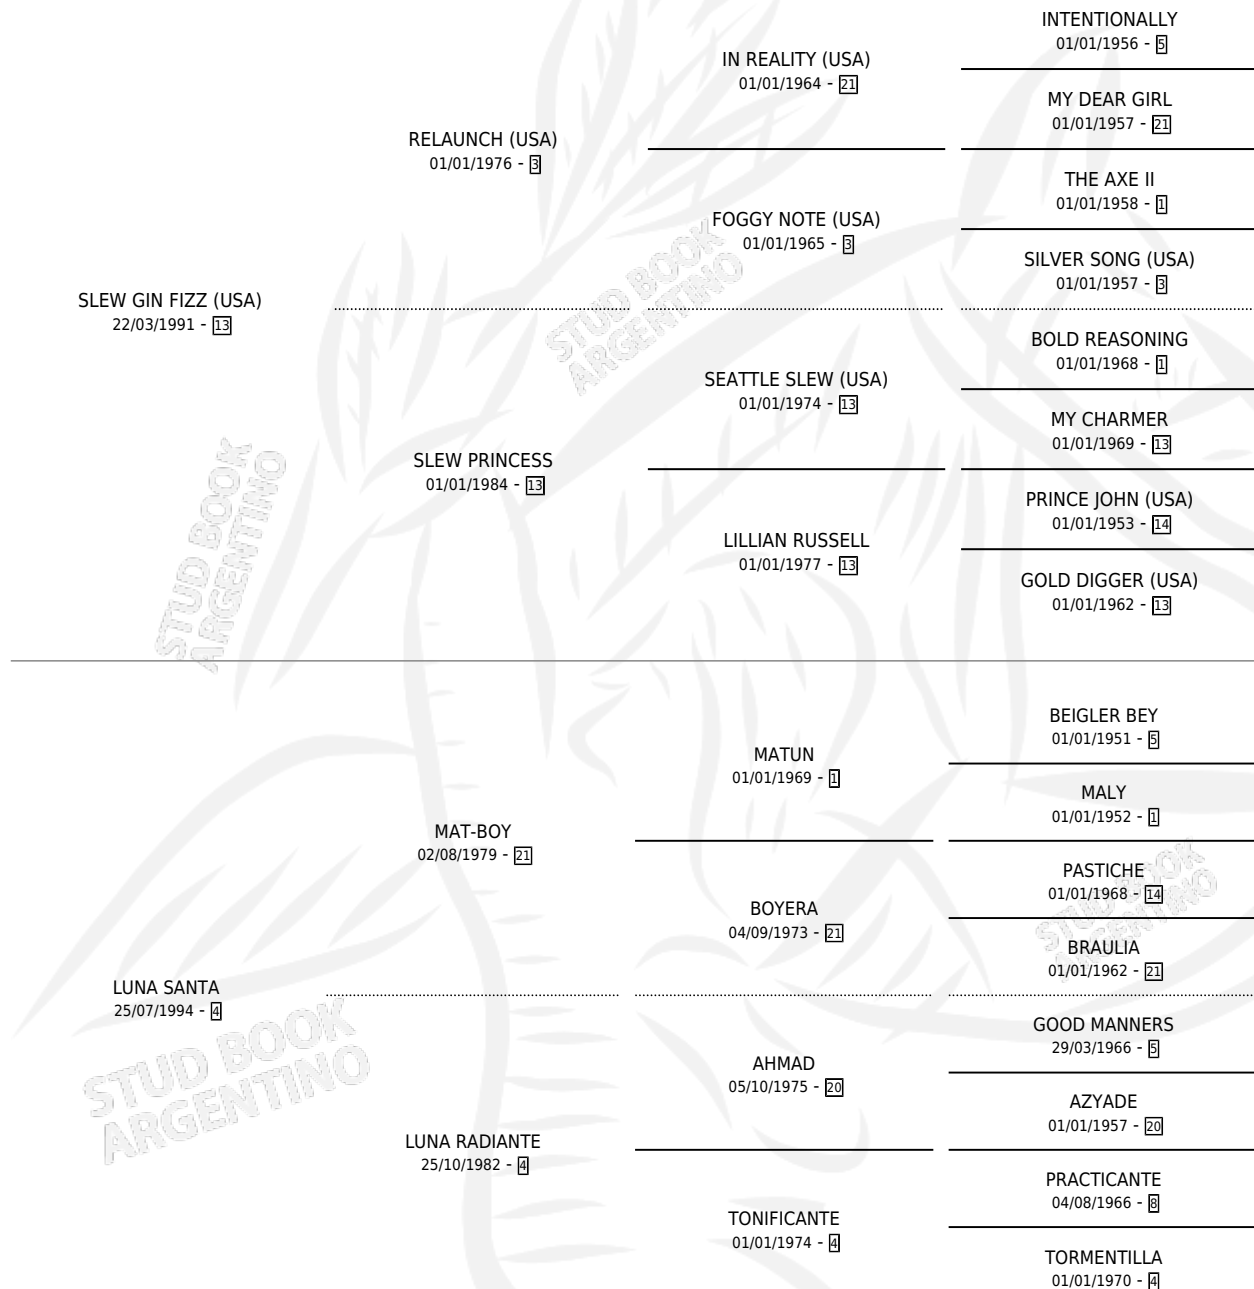 INTENTIONALLY
01/01/1956 - 5
IN REALITY (USA)
01/01/1964 - 21
MY DEAR GIRL
01/01/1957 - 21
RELAUNCH (USA)
01/01/1976 - 3
THE AXE II
01/01/1958 - 1
FOGGY NOTE (USA)
01/01/1965 - 3
SILVER SONG (USA)
01/01/1957 - 3
SLEW GIN FIZZ (USA)
22/03/1991 - 13
STUD BOOK
ARGENTINO
BOLD REASONING
01/01/1968 - 1
SEATTLE SLEW (USA)
01/01/1974 - 13
MY CHARMER
01/01/1969 - 13
SLEW PRINCESS
01/01/1984 - 13
PRINCE JOHN (USA)
01/01/1953 - 14
LILLIAN RUSSELL
01/01/1977 - 13
GOLD DIGGER (USA)
01/01/1962 - 13
STUD BOOK
ARGENTINO
BEIGLER BEY
01/01/1951 - 5
MATUN
01/01/1969 - 1
MALY
01/01/1952 - 1
MAT-BOY
02/08/1979 - 21
PASTICHE
01/01/1968 - 14
BOYERA
04/09/1973 - 21
STUD BOOK
ARGENTINO
BRAULIA
01/01/1962 - 21
LUNA SANTA
25/07/1994 - 4
STUD BOOK
ARGENTINO
GOOD MANNERS
29/03/1966 - 5
AHMAD
05/10/1975 - 20
AZYADE
01/01/1957 - 20
LUNA RADIANTE
25/10/1982 - 4
PRACTICANTE
04/08/1966 - 8
TONIFICANTE
01/01/1974 - 4
TORMENTILLA
01/01/1970 - 4